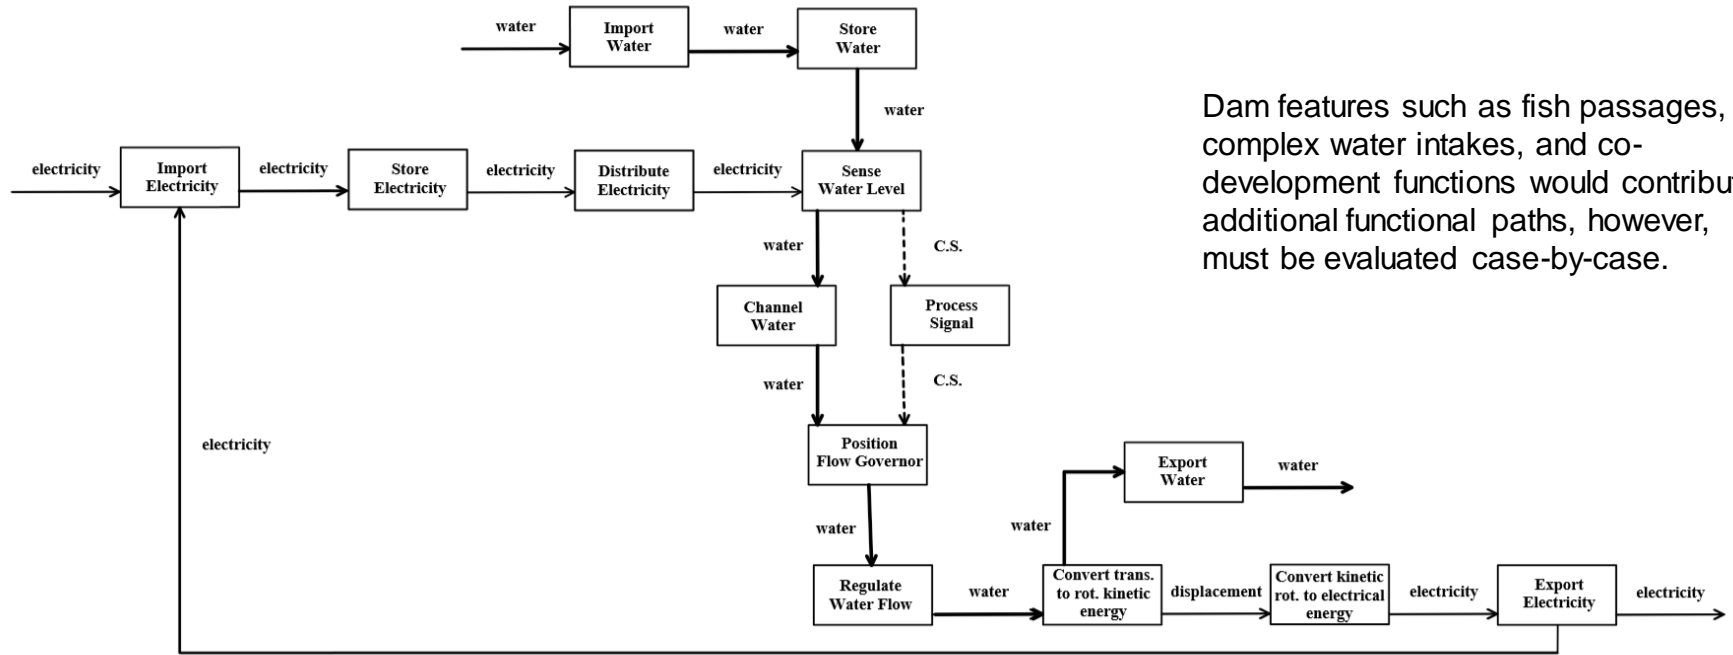 water
Import
Water
water
Store
Water
water
Dam features such as fish passages,
complex water intakes, and co-
development functions would contribu
additional functional paths, however,
must be evaluated case-by-case.
electricity
Import
Electricity
electricity
Store
Electricity
electricity
Distribute
Electricity
electricity
Sense
Water Level
water
C.S.
Channel
Water
Process
Signal
water
C.S.
electricity
Position
Flow Governor
Export
Water
water
water
water
Regulate
Water Flow
water
Convert trans.
to rot. kinetic
energy
displacement
Convert kinetic
rot. to electrical
energy
electricity
Export
Electricity
electricity